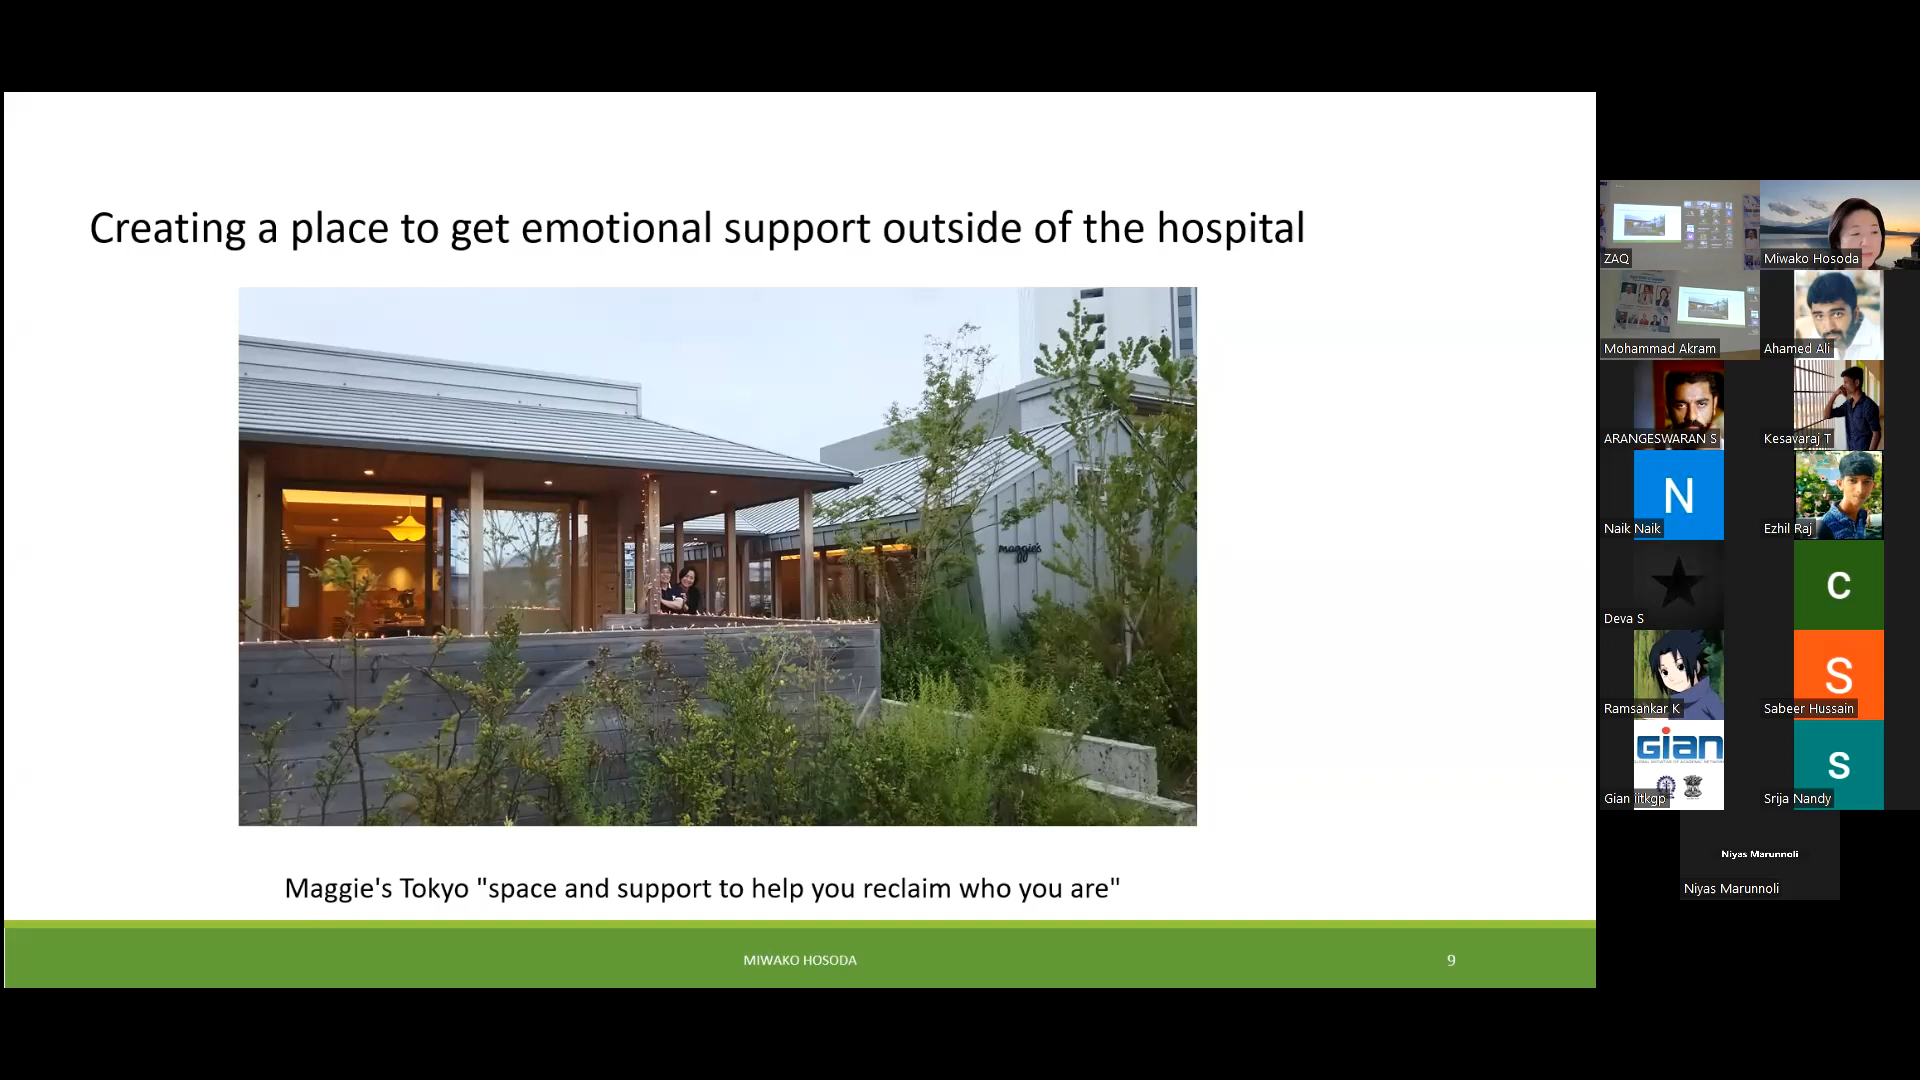 Creating a place to get emotional support outside of the hospital
maggie's
Maggie's Tokyo "space and support to help you reclaim who you are"
MIWAKO HOSODA
9
ZAQ
Miwako Hosoda
Mohammad Akram
Ahamed Ali
ARANGESWARAN S
Kesavaraj T
N
Naik Naik
Ezhil Raj
Deva S
C
Ramsankar K
S
Sabeer Hussain
Gian
Gian iitkgp
S
Srija Nandy
Niyas Marunnoli
Niyas Marunnoli